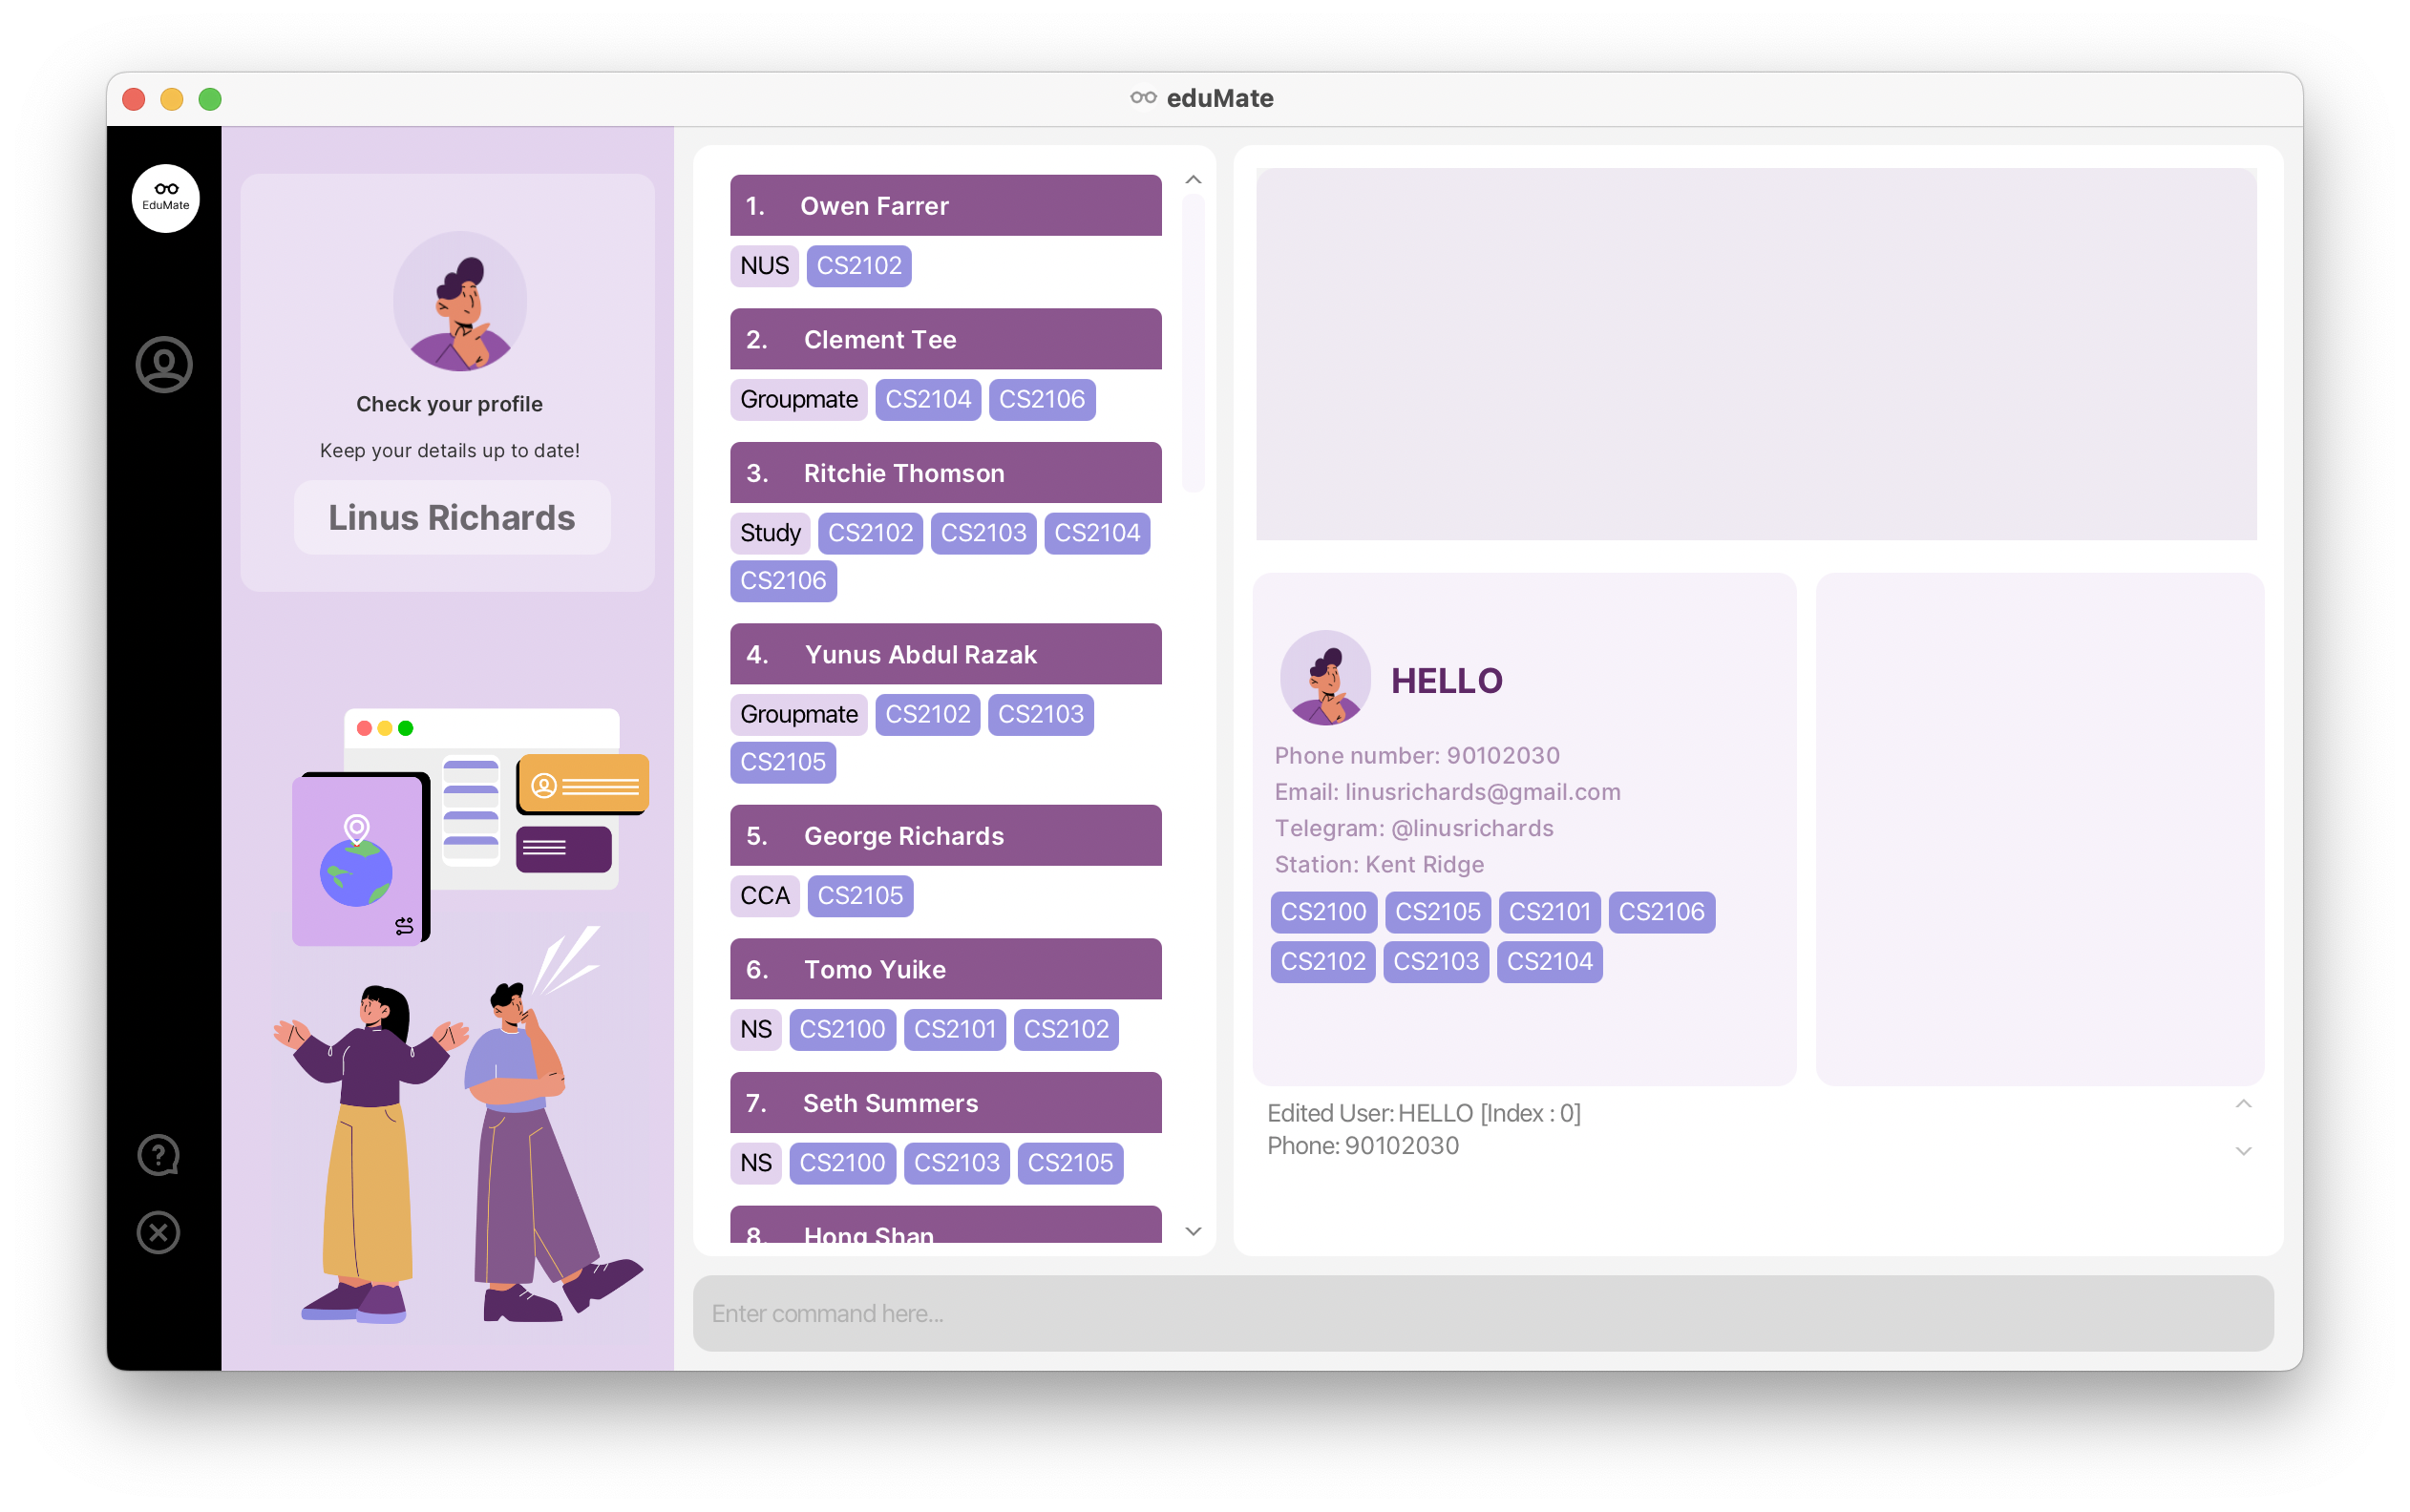 eduMate
EduMate
Check your profile
Keep your details up to date!
Linus Richards
1. Owen Farrer
NUS CS2102
2. Clement Tee
Groupmate CS2104 CS2106
3. Ritchie Thomson
Study CS2102 CS2103 CS2104
CS2106
4. Yunus Abdul Razak
Groupmate CS2102 CS2103
CS2105
5. George Richards
CCA CS2105
6. Tomo Yuike
NS CS2100 CS2101 CS2102
7. Seth Summers
NS CS2100 CS2103 CS2105
8. Hong Shan
HELLO
Phone number: 90102030
Email: linusrichards@gmail.com
Telegram: @linusrichards
Station: Kent Ridge
CS2100 CS2105 CS2101 CS2106
CS2102 CS2103 CS2104
Edited User: HELLO [Index : 0]
Phone: 90102030
Enter command here...